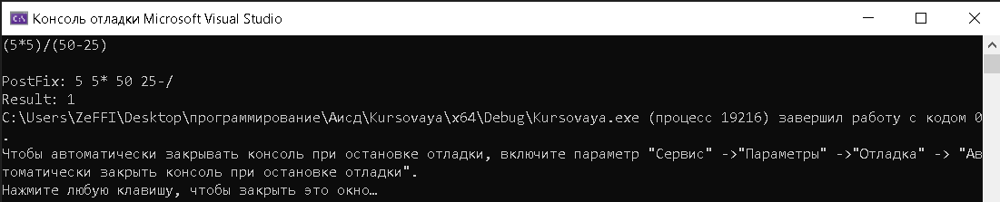 Консоль отладки Microsoft Visual Studio
(5*5)/(50-25)
PostFix: 5 5* 50 25-/
Result: 1
C:\Users\ZeFFI\Desktop\программирование\Аисд\Kursovaya\x64\Debug\Kursovaya.exe (процесс 19216) завершил работу с кодом 0
.
Чтобы автоматически закрывать консоль при остановке отладки, включите параметр "Сервис" ->"Параметры" ->"Отладка" -> "Ав
томатически закрыть консоль при остановке отладки".
Нажмите любую клавишу, чтобы закрыть это окно…